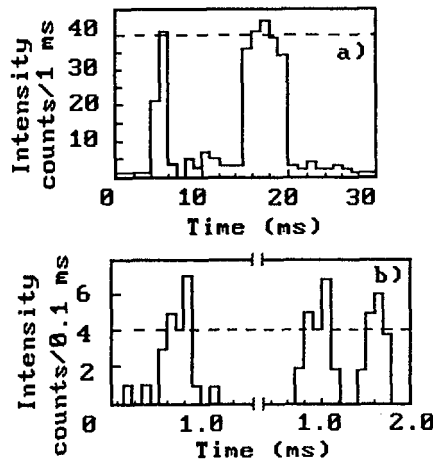 40
30
20
10
Intensity
counts/1 ms
a)
0 10 20 30
Time (ms)
6
4
2
0
Intensity
counts/0.1 ms
b)
1.0 1.0 2.0
Time (ms)